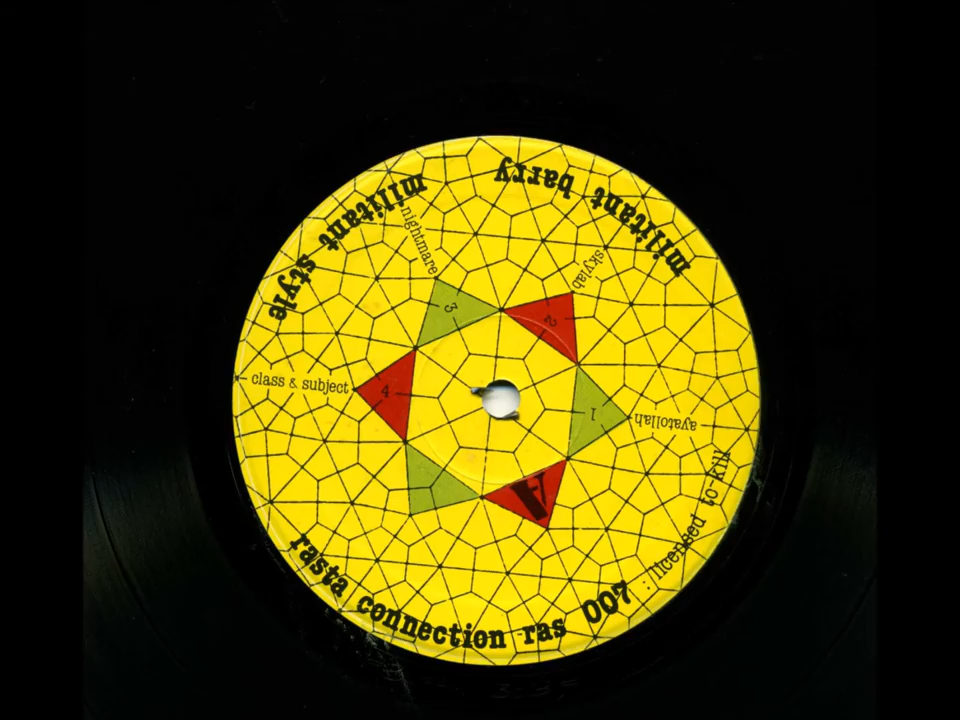 militant barry
militant style
1
ayatollah
2
skylab
3
nightmare
4
class & subject
A
rasta connection ras 007 : licensed to kill